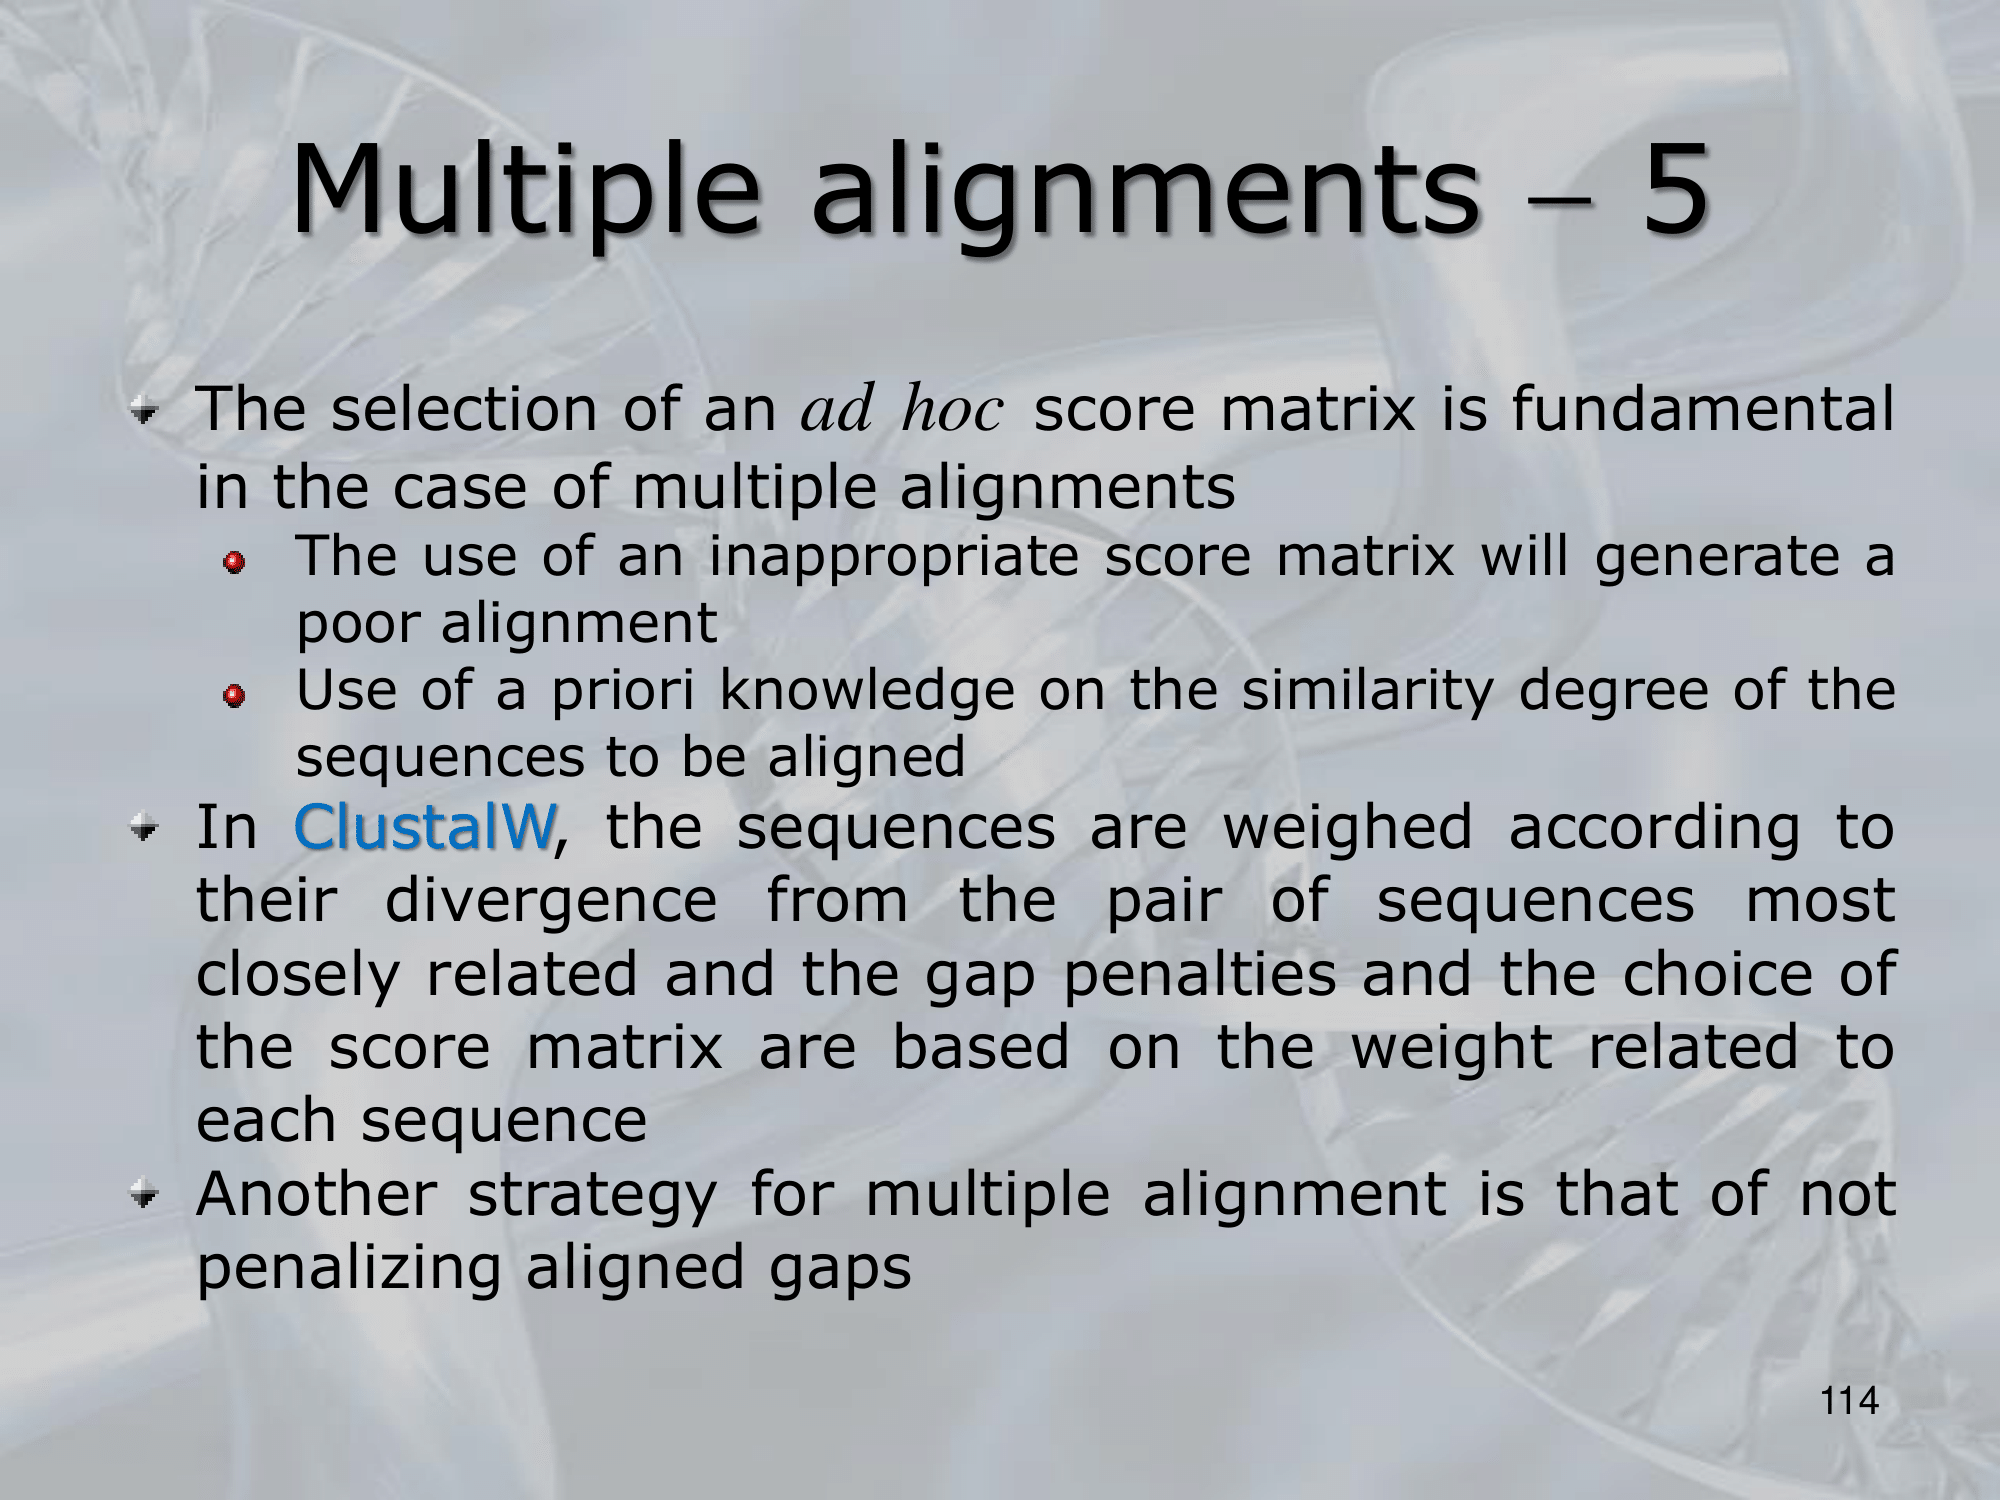 Multiple alignments – 5
The selection of an ad hoc score matrix is fundamental
in the case of multiple alignments
The use of an inappropriate score matrix will generate a
poor alignment
Use of a priori knowledge on the similarity degree of the
sequences to be aligned
In ClustalW, the sequences are weighed according to
their divergence from the pair of sequences most
closely related and the gap penalties and the choice of
the score matrix are based on the weight related to
each sequence
Another strategy for multiple alignment is that of not
penalizing aligned gaps
114